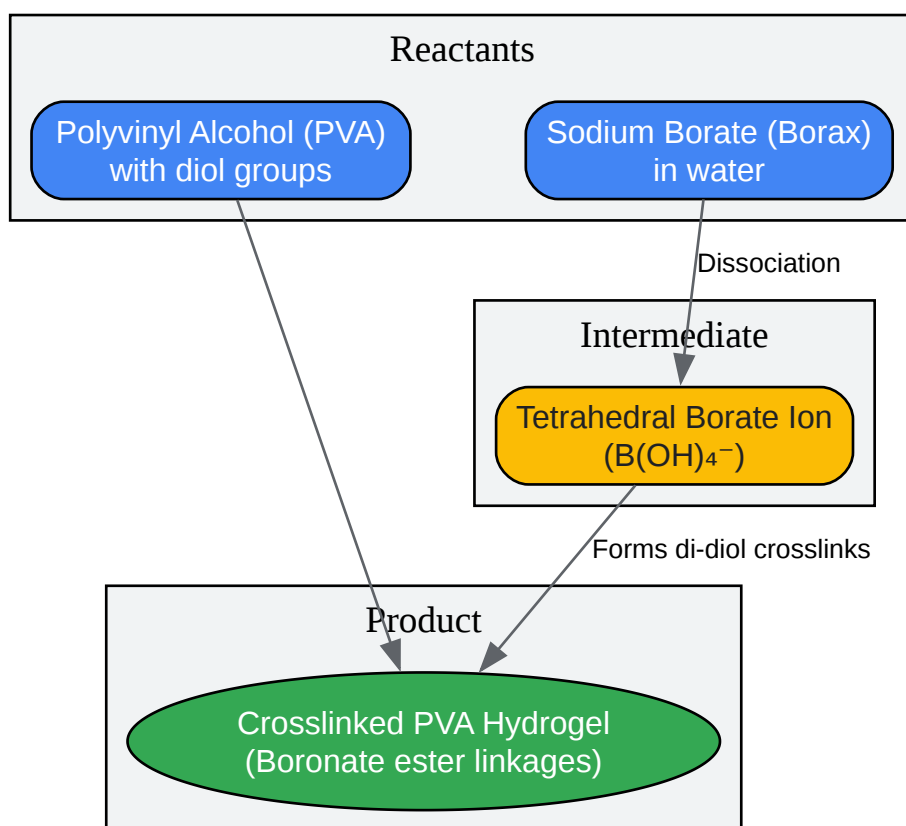 Reactants
Polyvinyl Alcohol (PVA)
with diol groups
Sodium Borate (Borax)
in water
Dissociation
Intermediate
Tetrahedral Borate Ion
(B(OH)₄⁻)
Forms di-diol crosslinks
Product
Crosslinked PVA Hydrogel
(Boronate ester linkages)